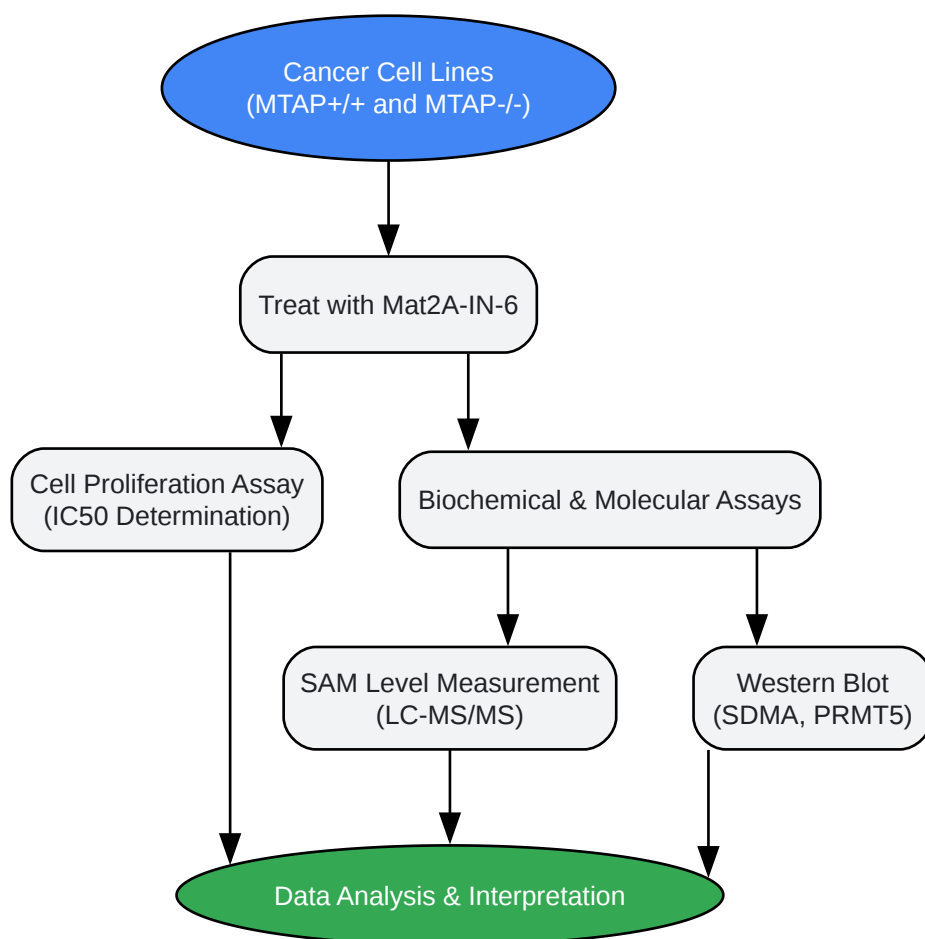 Cancer Cell Lines
(MTAP+/+ and MTAP-/-)
Treat with Mat2A-IN-6
Cell Proliferation Assay
(IC50 Determination)
Biochemical & Molecular Assays
SAM Level Measurement
(LC-MS/MS)
Western Blot
(SDMA, PRMT5)
Data Analysis & Interpretation